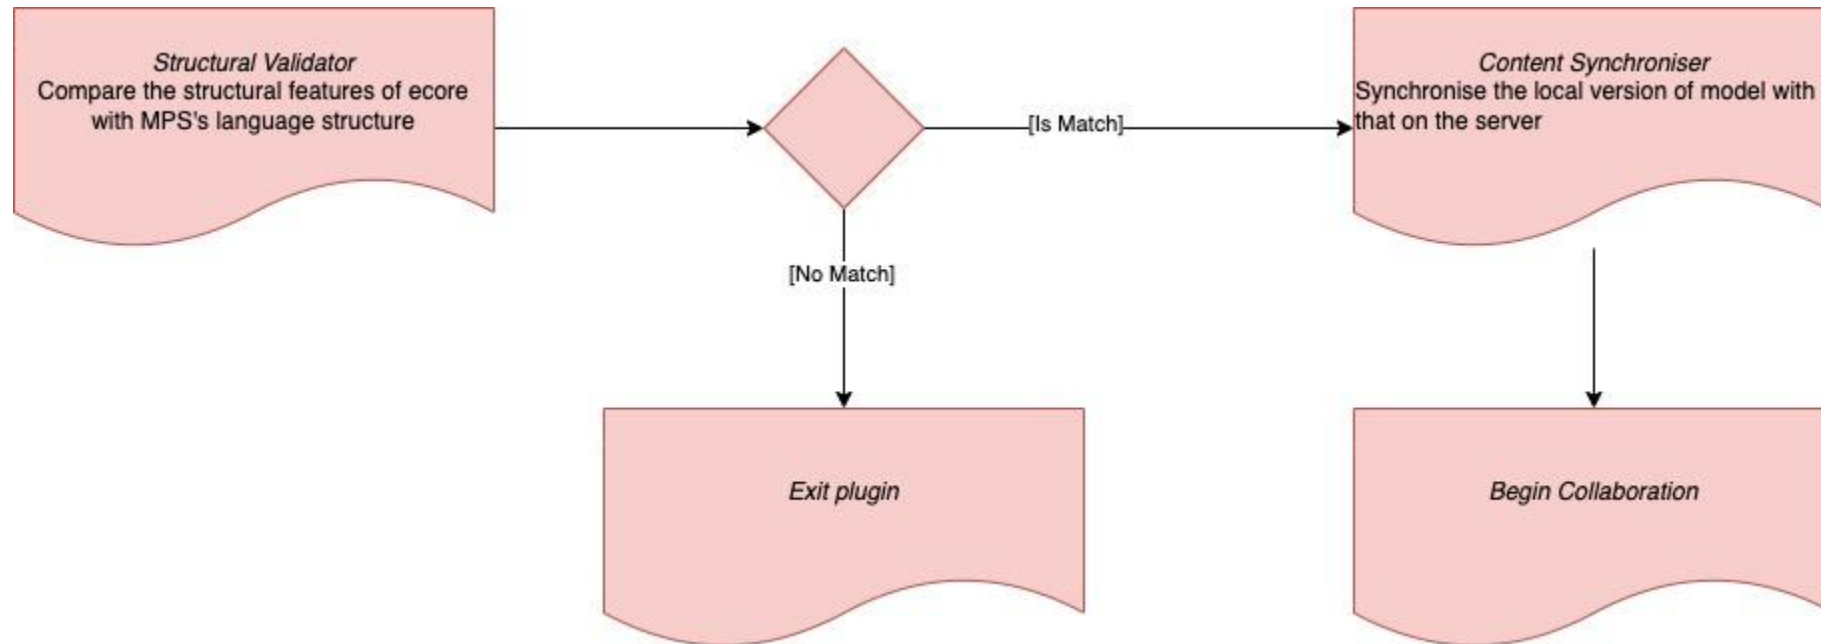 Structural Validator
Compare the structural features of ecore
with MPS's language structure
[Is Match]
Content Synchroniser
Synchronise the local version of model with
that on the server
[No Match]
Exit plugin
Begin Collaboration